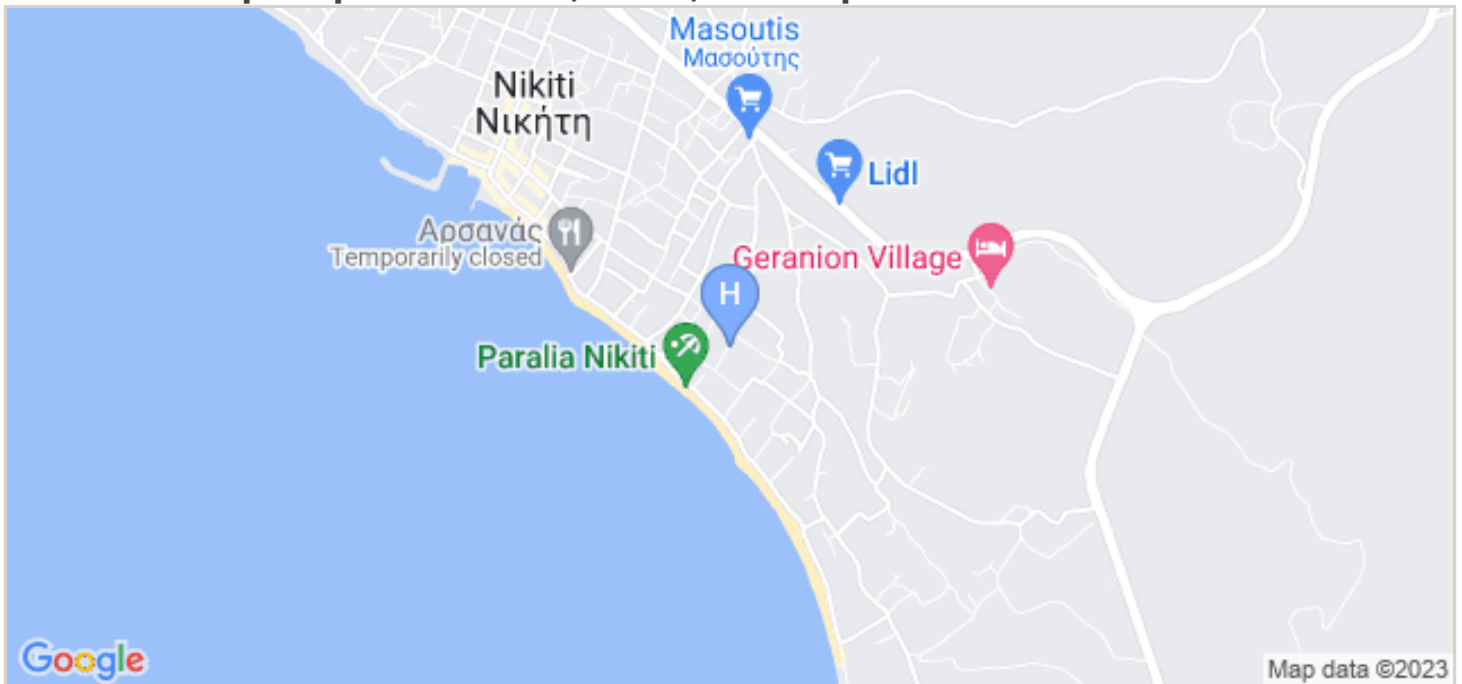 Masoutis
Μασούτης
Nikiti
Νικήτη
Lidl
Αρσανάς
Temporarily closed
Geranion Village
H
Paralia Nikiti
Google
Map data ©2023